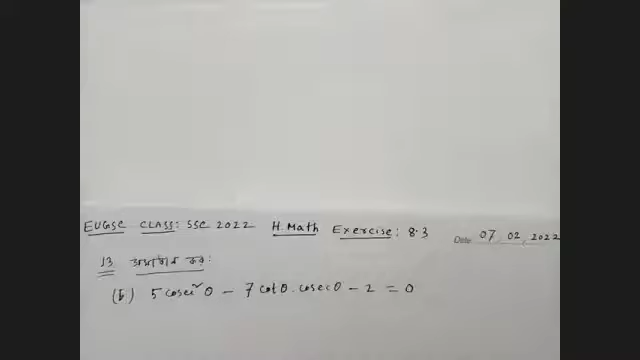 EUGSC CLASS: SSC 2022 H.Math Exercise: 8.3 Date 07, 02, 2022
13 সমাধান কর:
(b) 5 cosec²θ - 7 cotθ.cosecθ - 2 = 0